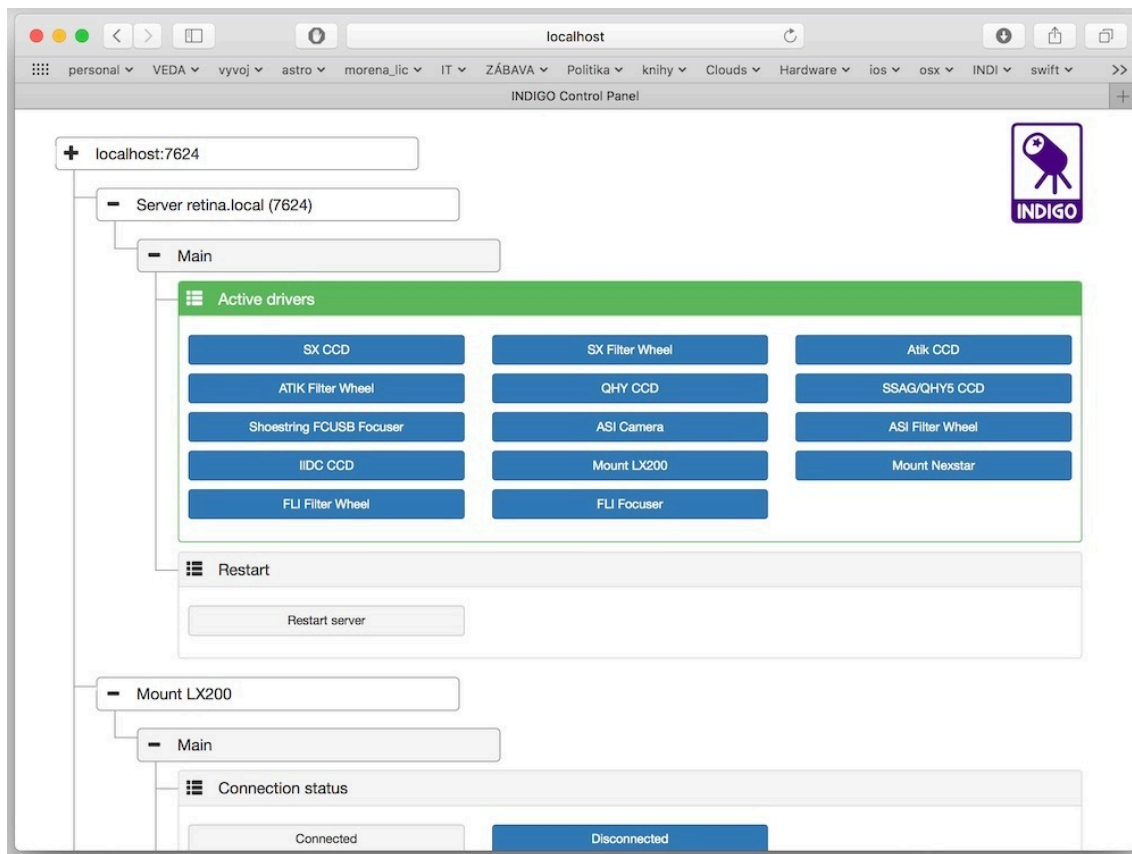 localhost
personal VEDA vyvoj astro morena_lic IT ZÁBAVA Politika knihy Clouds Hardware ios osx INDI swift >>
INDIGO Control Panel
localhost:7624
INDIGO
Server retina.local (7624)
Main
Active drivers
SX CCD SX Filter Wheel Atik CCD
ATIK Filter Wheel QHY CCD SSAG/QHY5 CCD
Shoestring FCUSB Focuser ASI Camera ASI Filter Wheel
IIDC CCD Mount LX200 Mount Nexstar
FLI Filter Wheel FLI Focuser
Restart
Restart server
Mount LX200
Main
Connection status
Connected Disconnected